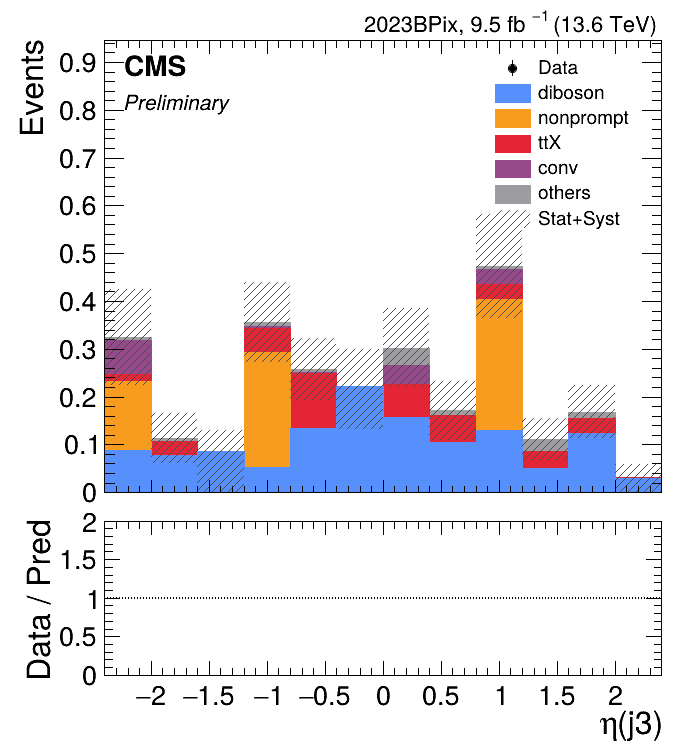 2023BPix, 9.5 fb⁻¹ (13.6 TeV)
CMS
Preliminary
Events
0.9
0.8
0.7
0.6
0.5
0.4
0.3
0.2
0.1
0
Data
diboson
nonprompt
ttX
conv
others
Stat+Syst
Data / Pred
2
1.5
1
0.5
0
−2 −1.5 −1 −0.5 0 0.5 1 1.5 2
η(j3)